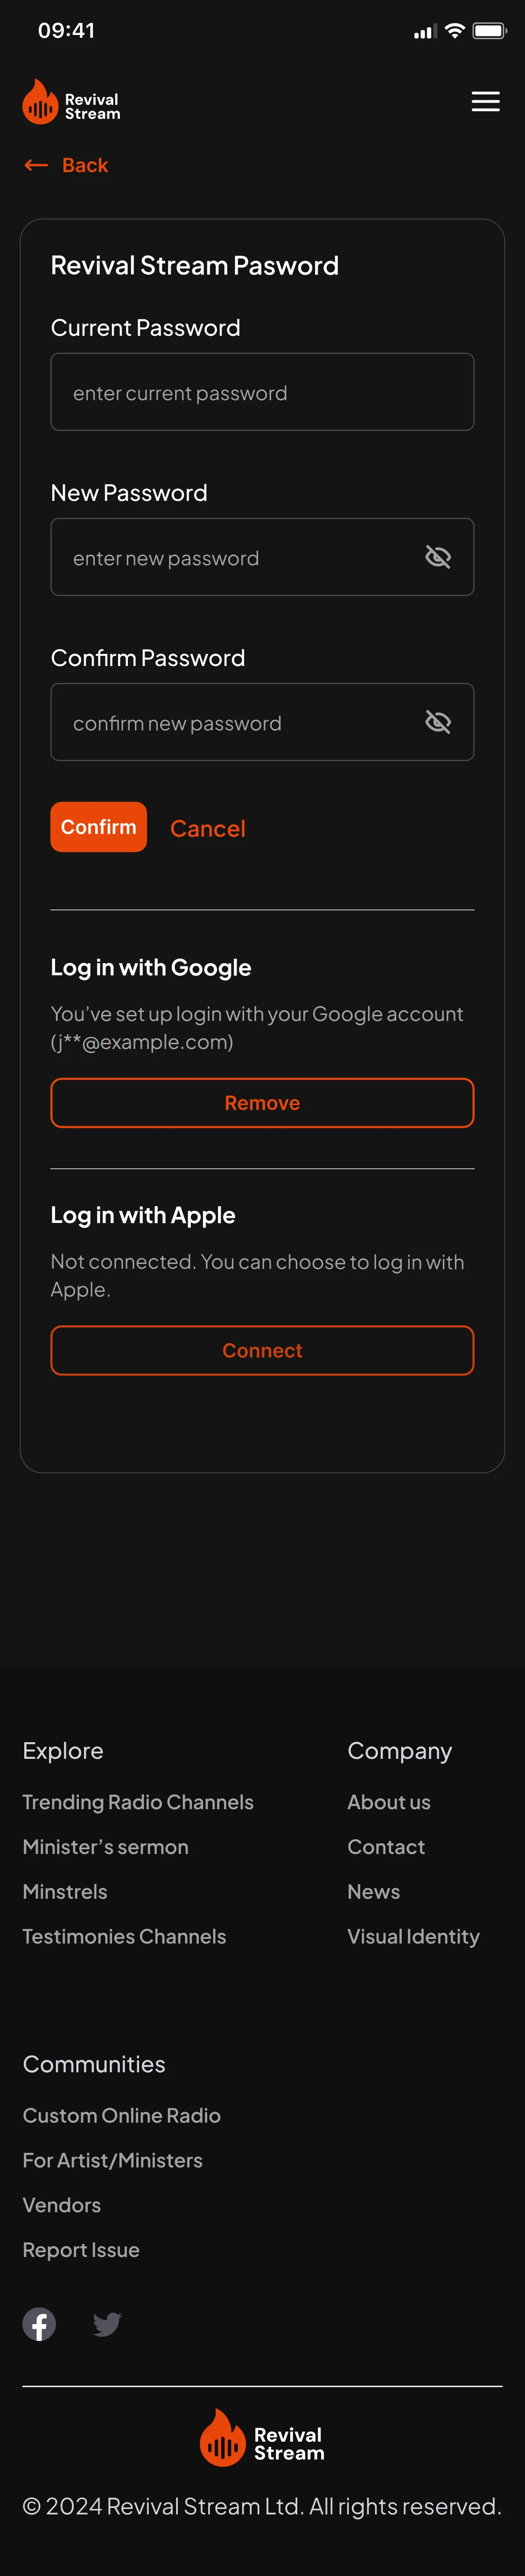 09:41
Revival
Stream
Back
Revival Stream Pasword
Current Password
enter current password
New Password
enter new password
Confirm Password
confirm new password
Confirm Cancel
Log in with Google
You’ve set up login with your Google account
(j**@example.com)
Remove
Log in with Apple
Not connected. You can choose to log in with
Apple.
Connect
Explore
Trending Radio Channels
Minister’s sermon
Minstrels
Testimonies Channels
Company
About us
Contact
News
Visual Identity
Communities
Custom Online Radio
For Artist/Ministers
Vendors
Report Issue
Revival
Stream
© 2024 Revival Stream Ltd. All rights reserved.